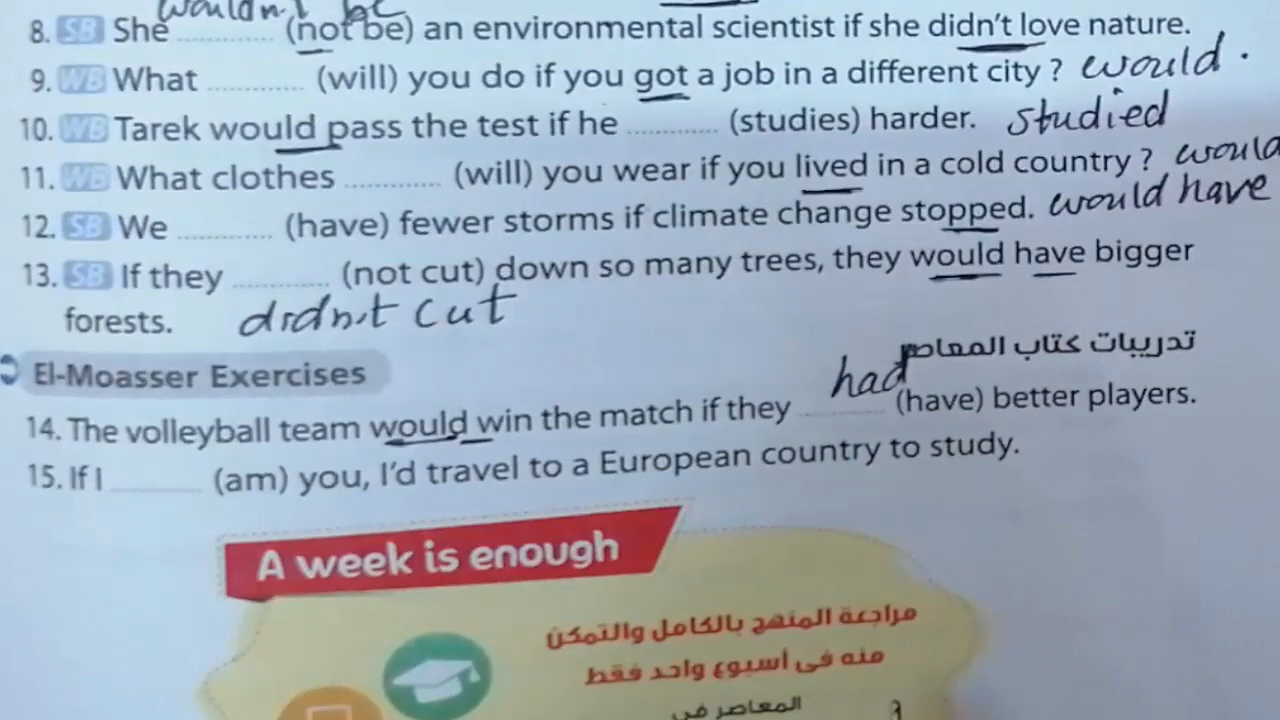 wouldn't be
8. SB She ............ (not be) an environmental scientist if she didn't love nature.
9. WB What ............ (will) you do if you got a job in a different city ? would.
10. WB Tarek would pass the test if he ............ (studies) harder. studied
11. WB What clothes ............ (will) you wear if you lived in a cold country ? would
12. SB We ............ (have) fewer storms if climate change stopped. would have
13. SB If they ............ (not cut) down so many trees, they would have bigger
forests. didn't cut
تدريبات كتاب المعاصر
El-Moasser Exercises
had
14. The volleyball team would win the match if they ............ (have) better players.
15. If I ............ (am) you, I'd travel to a European country to study.
A week is enough
مراجعة المنهج بالكامل والتمكن
منه فى أسبوع واحد فقط
المعاصر فى